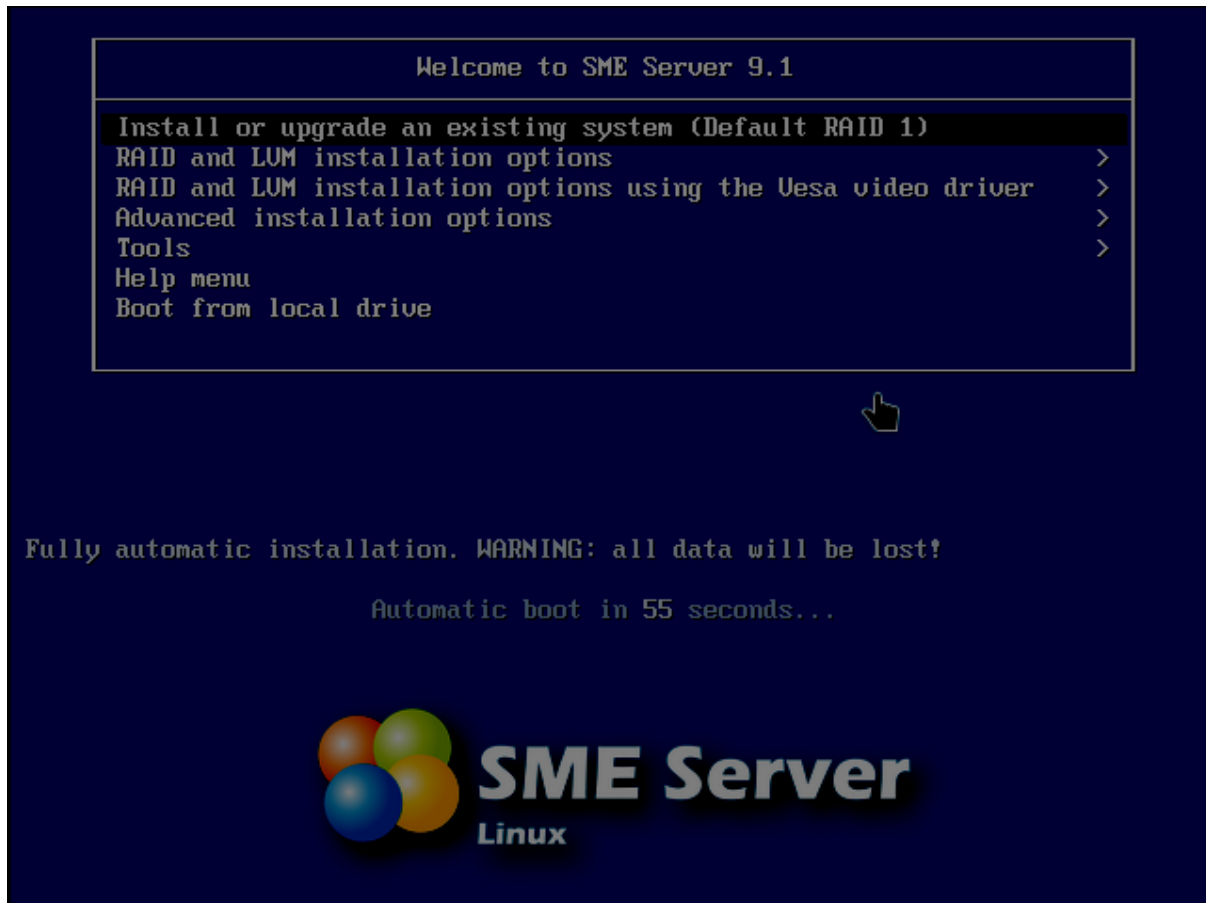 Welcome to SME Server 9.1
Install or upgrade an existing system (Default RAID 1)
RAID and LVM installation options >
RAID and LVM installation options using the Vesa video driver >
Advanced installation options >
Tools >
Help menu
Boot from local drive
Fully automatic installation. WARNING: all data will be lost!
Automatic boot in 55 seconds...
SME Server
Linux